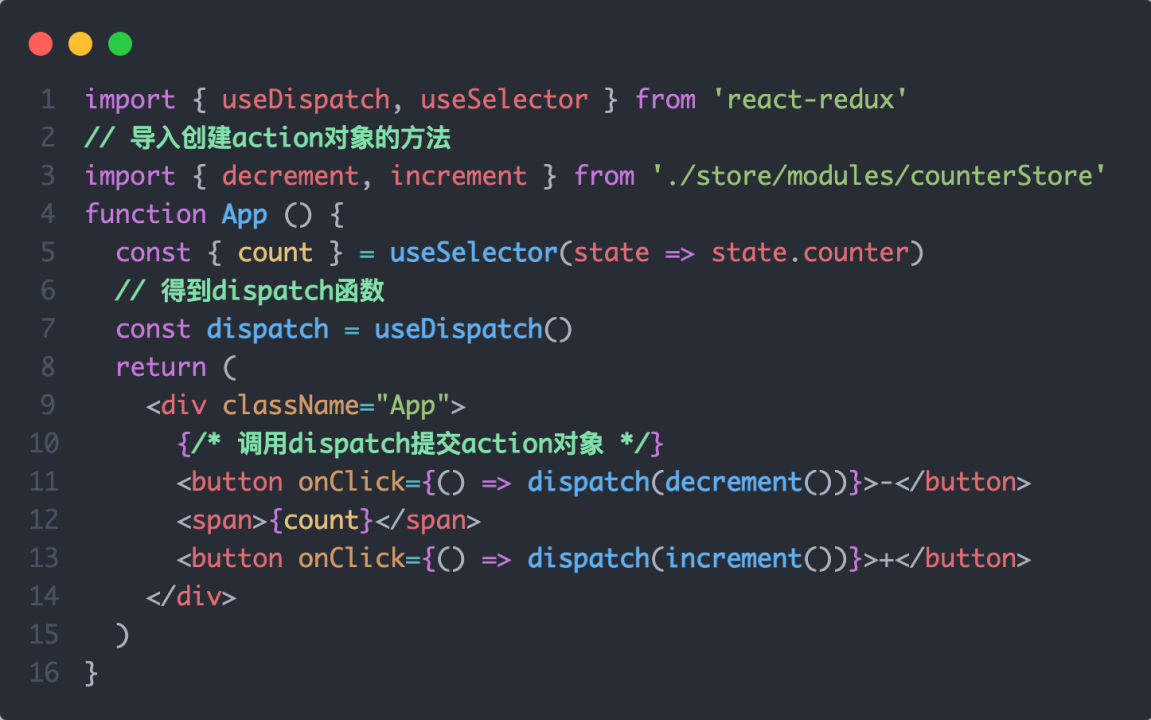 1 import { useDispatch, useSelector } from 'react-redux'
2 // 导入创建action对象的方法
3 import { decrement, increment } from './store/modules/counterStore'
4 function App () {
5   const { count } = useSelector(state => state.counter)
6   // 得到dispatch函数
7   const dispatch = useDispatch()
8   return (
9     <div className="App">
10       {/* 调用dispatch提交action对象 */}
11       <button onClick={() => dispatch(decrement())}>-</button>
12       <span>{count}</span>
13       <button onClick={() => dispatch(increment())}>+</button>
14     </div>
15   )
16 }